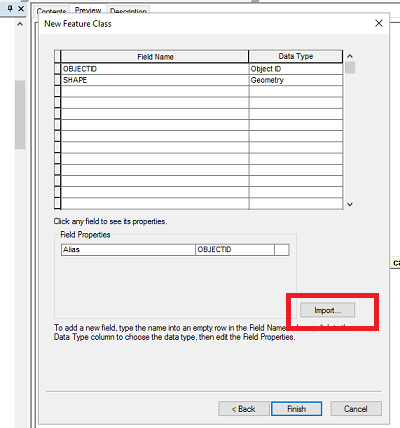 Contents Preview Description
New Feature Class
Field Name Data Type
OBJECTID Object ID
SHAPE Geometry
Click any field to see its properties.
Field Properties
Alias OBJECTID
Import...
To add a new field, type the name into an empty row in the Field Name
Data Type column to choose the data type, then edit the Field Properties.
< Back Finish Cancel